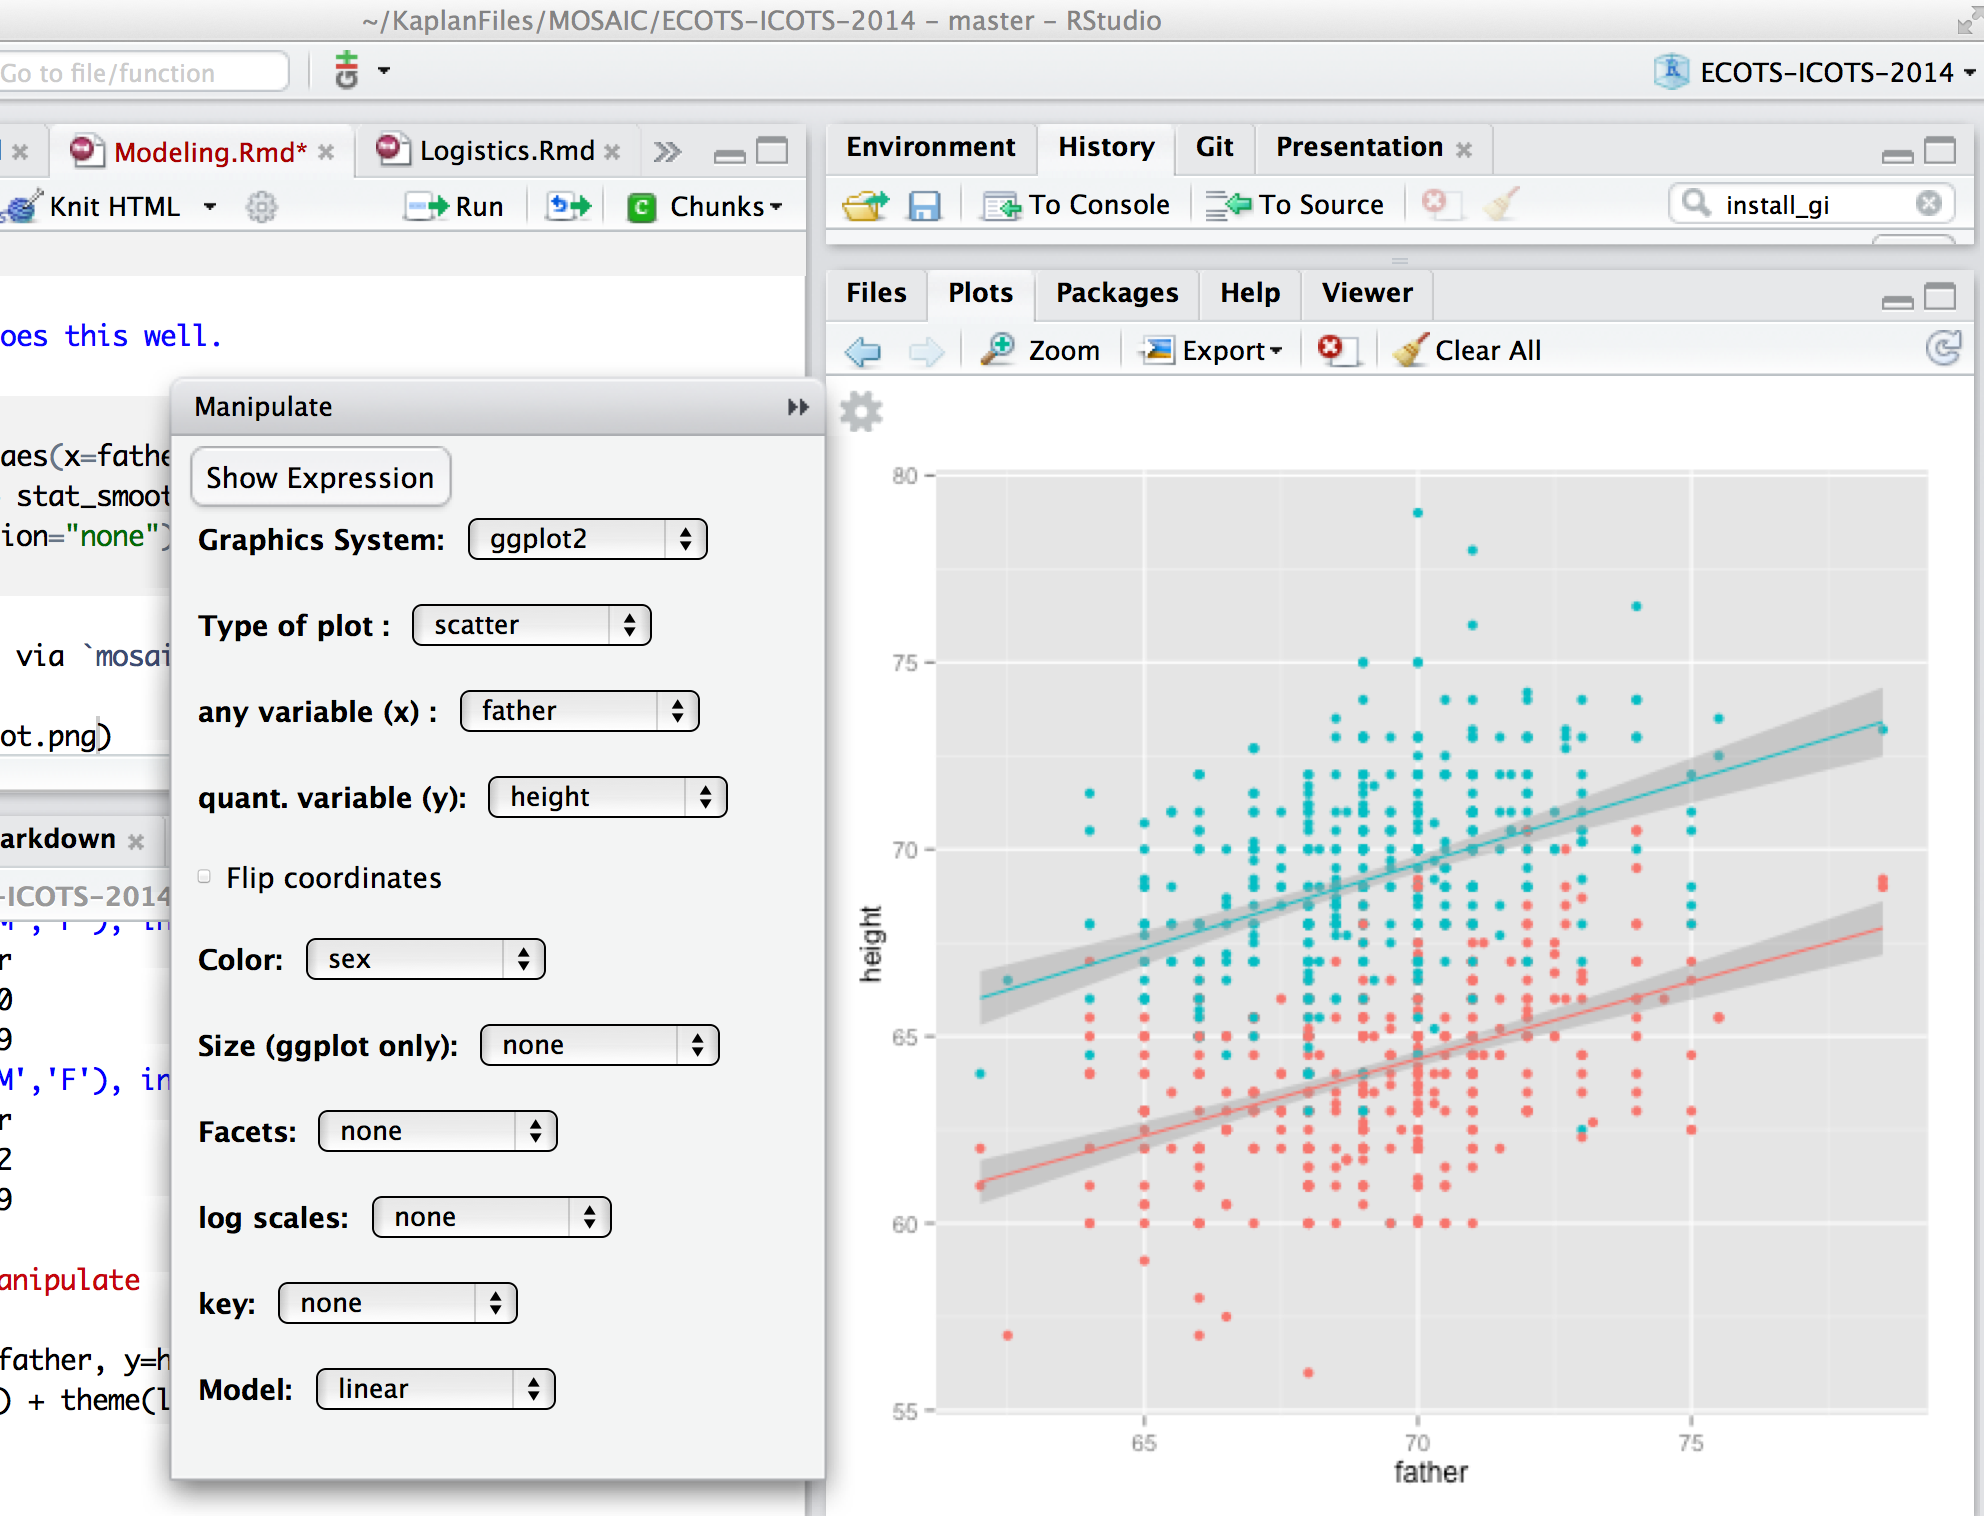 ~/KaplanFiles/MOSAIC/ECOTS-ICOTS-2014 - master - RStudio
Go to file/function
ECOTS-ICOTS-2014
Modeling.Rmd*
Logistics.Rmd
Knit HTML
Run
Chunks
oes this well.
aes(x=fathe
stat_smoot
ion="none")
via `mosai
ot.png)
arkdown
-ICOTS-2014
r
0
9
M','F'), in
r
2
9
anipulate
father, y=h
) + theme(l
Manipulate
Show Expression
Graphics System: ggplot2
Type of plot : scatter
any variable (x) : father
quant. variable (y): height
Flip coordinates
Color: sex
Size (ggplot only): none
Facets: none
log scales: none
key: none
Model: linear
Environment History Git Presentation
To Console To Source install_gi
Files Plots Packages Help Viewer
Zoom Export Clear All
80
75
70
65
60
55
height
65 70 75
father